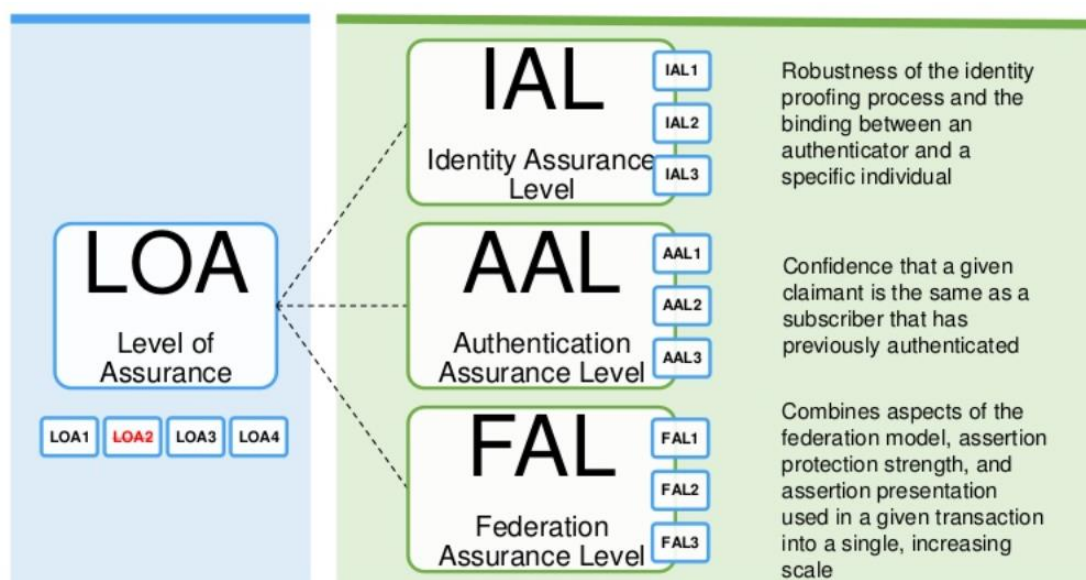 LOA
Level of
Assurance
LOA1
LOA2
LOA3
LOA4
IAL
Identity Assurance
Level
IAL1
IAL2
IAL3
Robustness of the identity
proofing process and the
binding between an
authenticator and a
specific individual
AAL
Authentication
Assurance Level
AAL1
AAL2
AAL3
Confidence that a given
claimant is the same as a
subscriber that has
previously authenticated
FAL
Federation
Assurance Level
FAL1
FAL2
FAL3
Combines aspects of the
federation model, assertion
protection strength, and
assertion presentation
used in a given transaction
into a single, increasing
scale